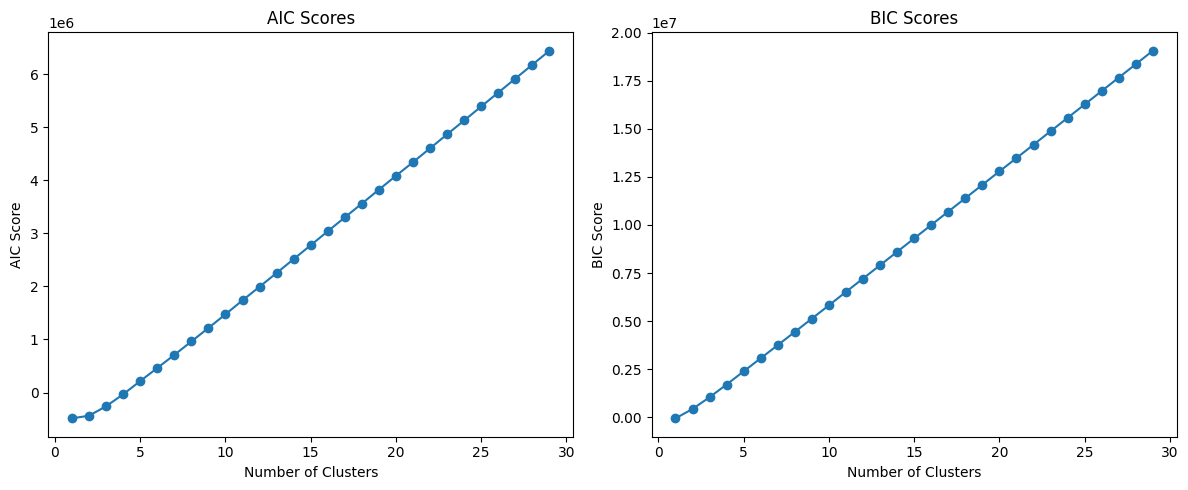 AIC Scores
1e6
6
5
4
3
2
1
0
AIC Score
0 5 10 15 20 25 30
Number of Clusters
BIC Scores
1e7
2.00
1.75
1.50
1.25
1.00
0.75
0.50
0.25
0.00
BIC Score
0 5 10 15 20 25 30
Number of Clusters